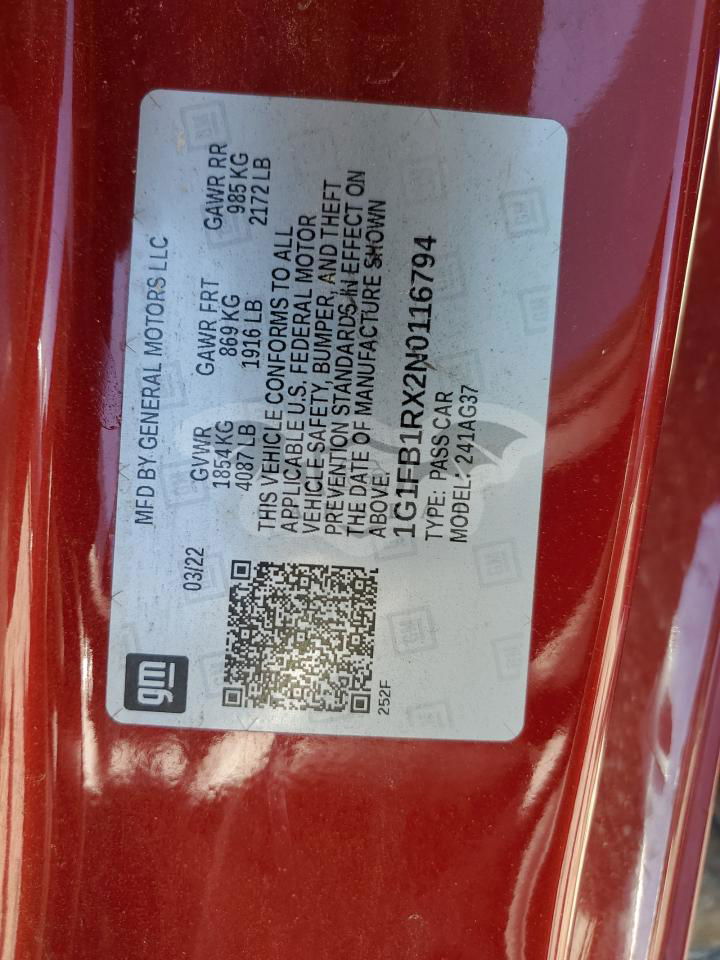 gm
MFD BY GENERAL MOTORS LLC
03/22
GVWR GAWR FRT GAWR RR
1854 KG 869 KG 985 KG
4087 LB 1916 LB 2172 LB
THIS VEHICLE CONFORMS TO ALL
APPLICABLE U.S. FEDERAL MOTOR
VEHICLE SAFETY, BUMPER, AND THEFT
PREVENTION STANDARDS IN EFFECT ON
THE DATE OF MANUFACTURE SHOWN
ABOVE.
1G1FB1RX2N0116794
TYPE: PASS CAR
MODEL: 241AG37
252F